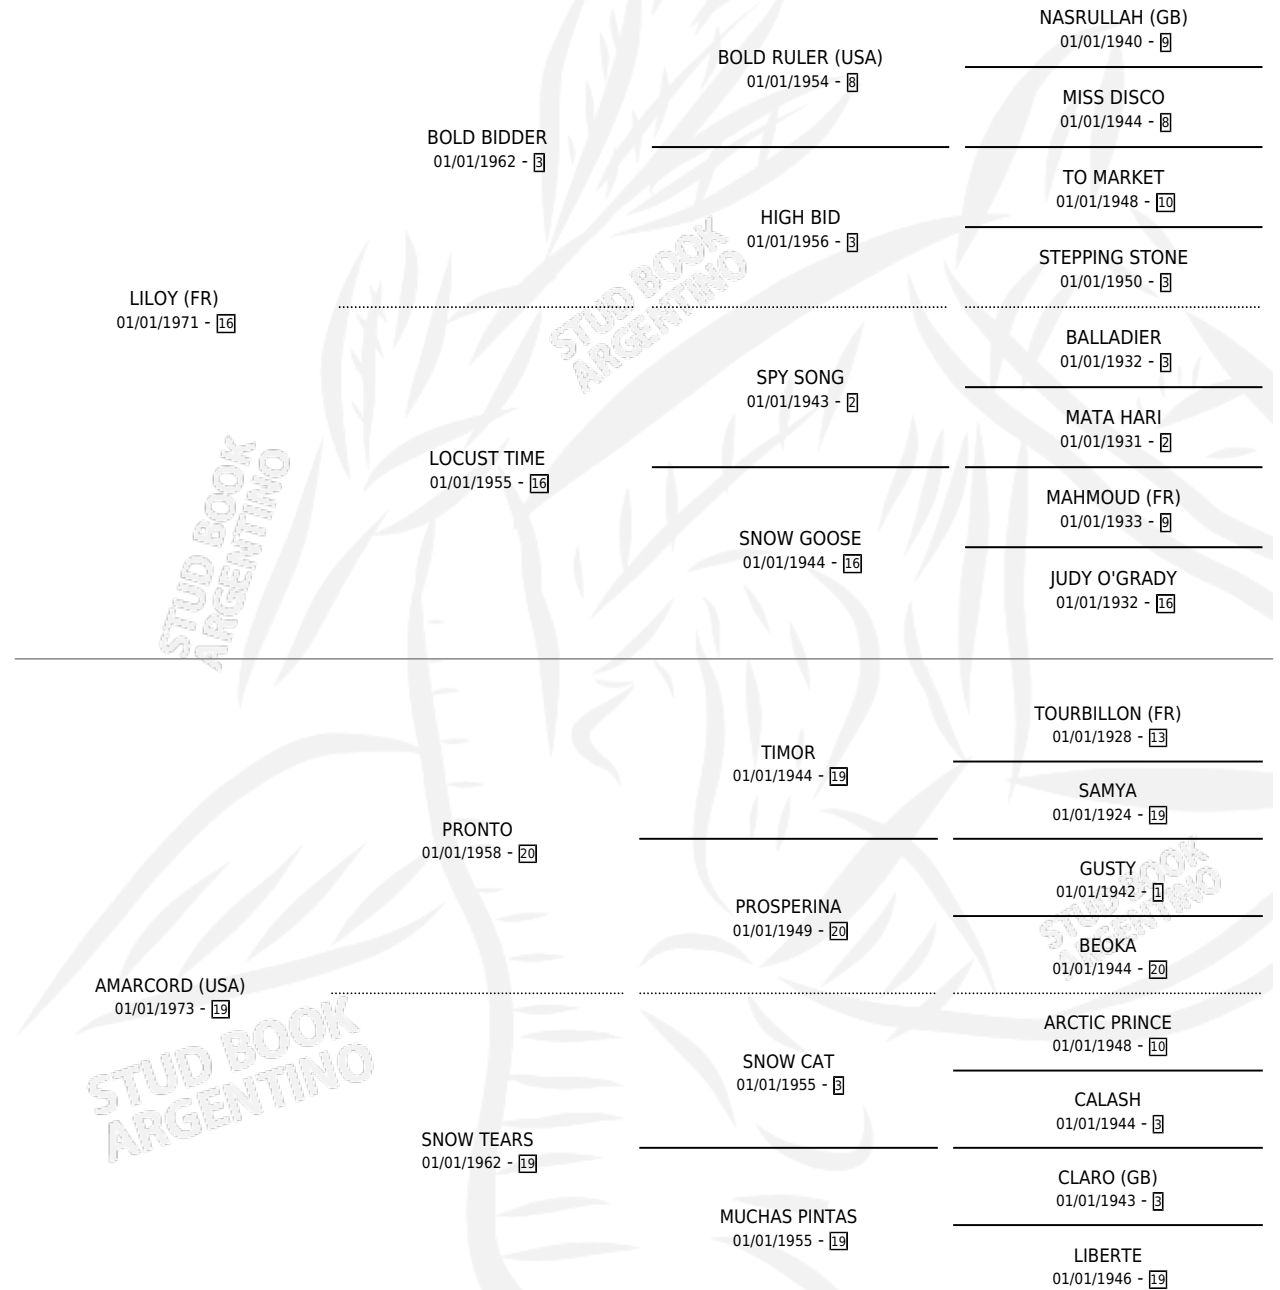 NASRULLAH (GB)
01/01/1940 - 9
BOLD RULER (USA)
01/01/1954 - 8
MISS DISCO
01/01/1944 - 8
BOLD BIDDER
01/01/1962 - 3
TO MARKET
01/01/1948 - 10
HIGH BID
01/01/1956 - 3
STEPPING STONE
01/01/1950 - 3
LILOY (FR)
01/01/1971 - 16
STUD BOOK
ARGENTINO
BALLADIER
01/01/1932 - 3
SPY SONG
01/01/1943 - 2
MATA HARI
01/01/1931 - 2
LOCUST TIME
01/01/1955 - 16
MAHMOUD (FR)
01/01/1933 - 9
SNOW GOOSE
01/01/1944 - 16
JUDY O'GRADY
01/01/1932 - 16
STUD BOOK
ARGENTINO
TOURBILLON (FR)
01/01/1928 - 13
TIMOR
01/01/1944 - 19
SAMYA
01/01/1924 - 19
PRONTO
01/01/1958 - 20
GUSTY
01/01/1942 - 1
PROSPERINA
01/01/1949 - 20
STUD BOOK
ARGENTINO
BEOKA
01/01/1944 - 20
AMARCORD (USA)
01/01/1973 - 19
ARCTIC PRINCE
01/01/1948 - 10
SNOW CAT
01/01/1955 - 3
STUD BOOK
ARGENTINO
CALASH
01/01/1944 - 3
SNOW TEARS
01/01/1962 - 19
CLARO (GB)
01/01/1943 - 3
MUCHAS PINTAS
01/01/1955 - 19
LIBERTE
01/01/1946 - 19